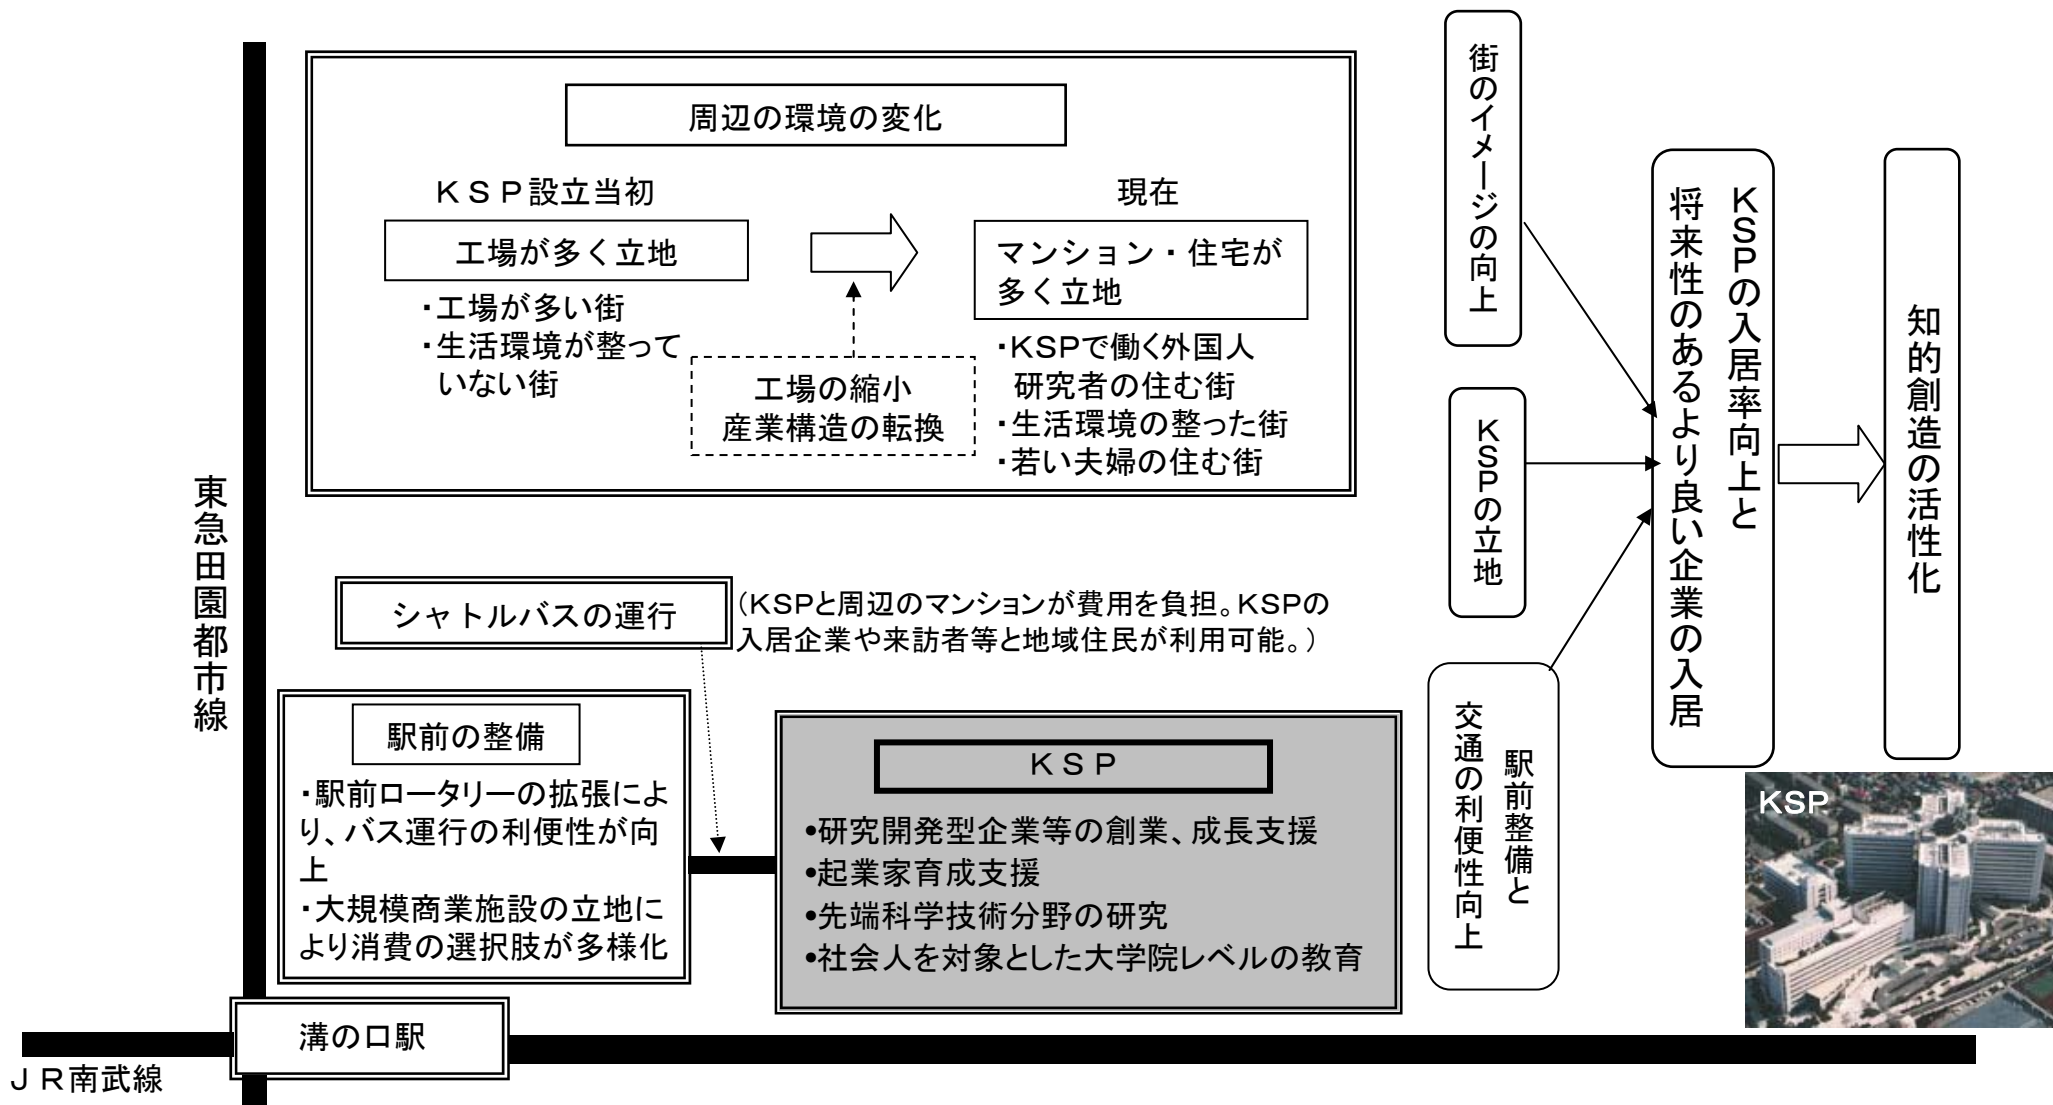 周辺の環境の変化
ＫＳＰ設立当初
工場が多く立地
・工場が多い街
・生活環境が整って
いない街
工場の縮小
産業構造の転換
現在
マンション・住宅が
多く立地
・KSPで働く外国人
研究者の住む街
・生活環境の整った街
・若い夫婦の住む街
東急田園都市線
シャトルバスの運行
（KSPと周辺のマンションが費用を負担。KSPの
入居企業や来訪者等と地域住民が利用可能。）
駅前の整備
・駅前ロータリーの拡張によ
り、バス運行の利便性が向
上
・大規模商業施設の立地に
より消費の選択肢が多様化
ＫＳＰ
•研究開発型企業等の創業、成長支援
•起業家育成支援
•先端科学技術分野の研究
•社会人を対象とした大学院レベルの教育
溝の口駅
ＪＲ南武線
街のイメージの向上
KSPの立地
駅前整備と
交通の利便性向上
KSPの入居率向上と
将来性のあるより良い企業の入居
知的創造の活性化
KSP